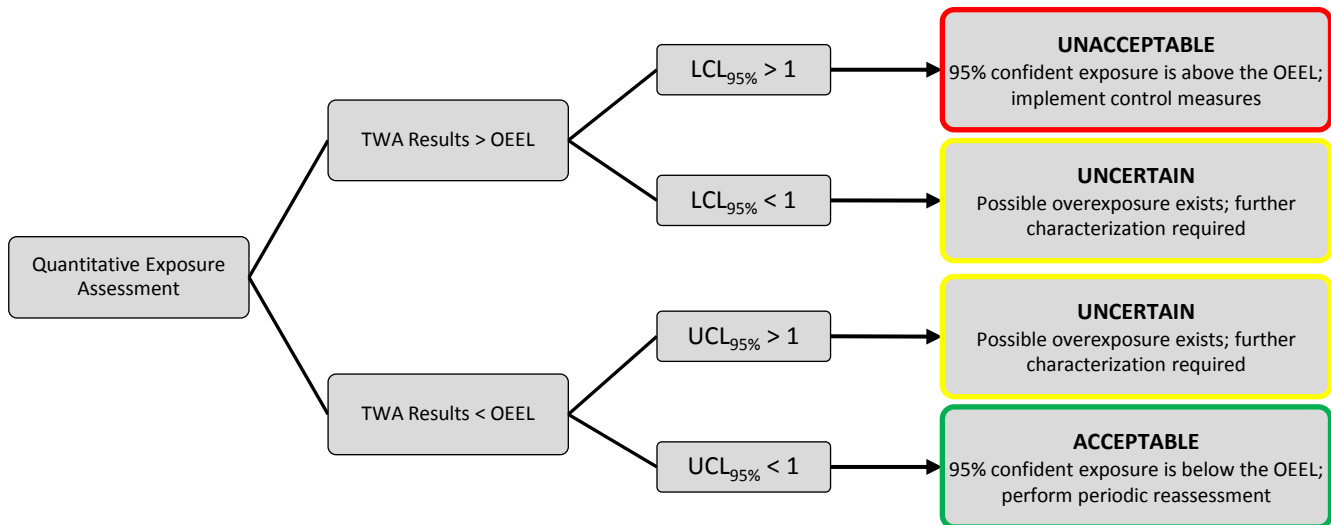 Quantitative Exposure
Assessment
TWA Results > OEEL
TWA Results < OEEL
LCL95% > 1
LCL95% < 1
UCL95% > 1
UCL95% < 1
UNACCEPTABLE
95% confident exposure is above the OEEL;
implement control measures
UNCERTAIN
Possible overexposure exists; further
characterization required
UNCERTAIN
Possible overexposure exists; further
characterization required
ACCEPTABLE
95% confident exposure is below the OEEL;
perform periodic reassessment